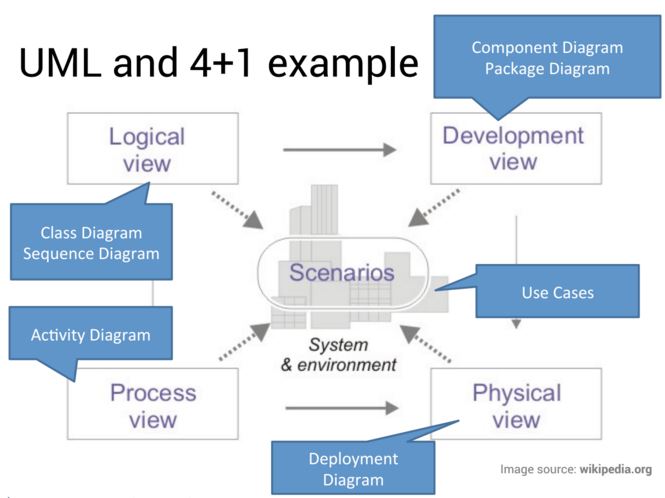 UML and 4+1 example
Component Diagram
Package Diagram
Logical
view
Development
view
Class Diagram
Sequence Diagram
Scenarios
Use Cases
Activity Diagram
System
& environment
Process
view
Physical
view
Deployment
Diagram
Image source: wikipedia.org